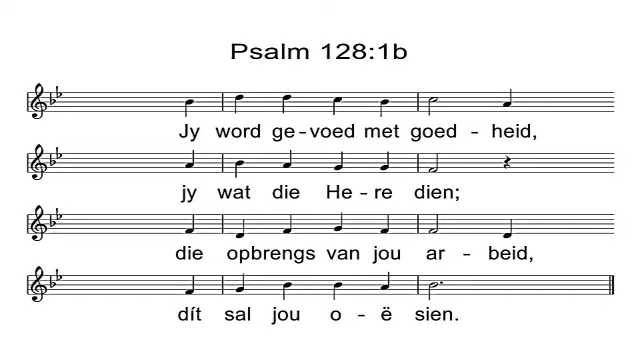 Psalm 128:1b
Jy word ge-voed met goed-heid,
jy wat die He-re dien;
die opbrengs van jou ar-beid,
dít sal jou o-ë sien.